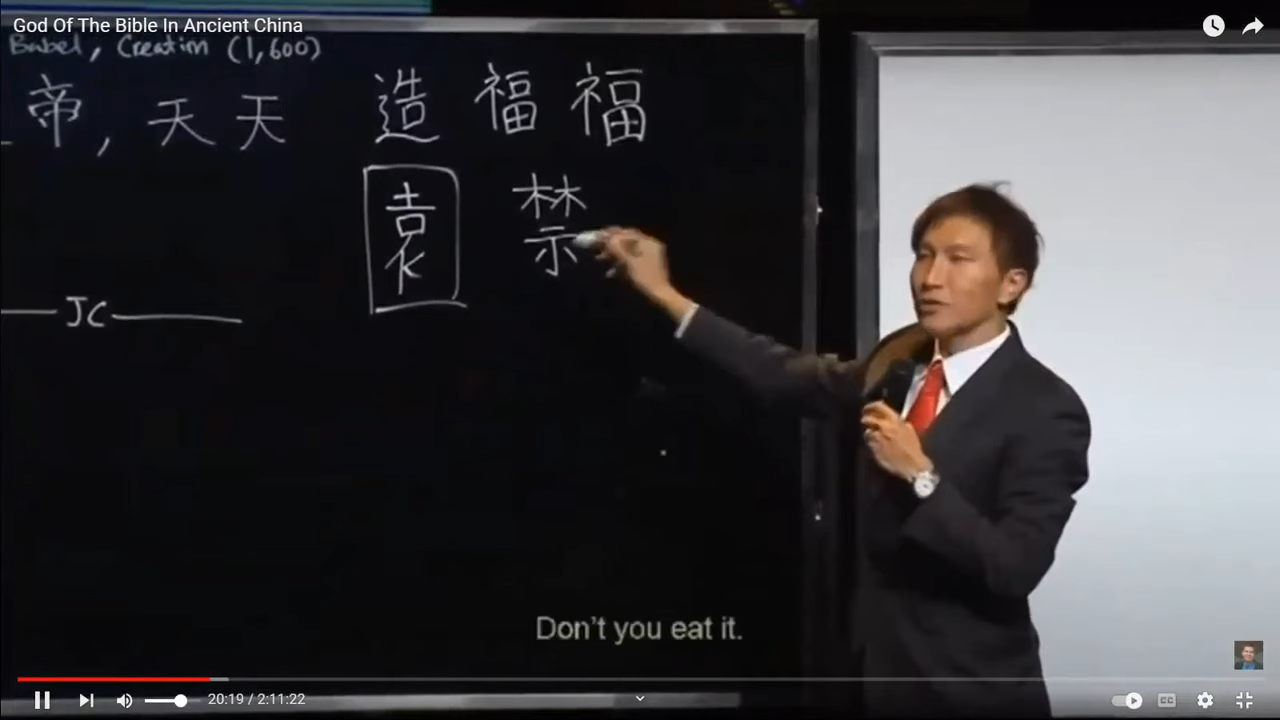 God Of The Bible In Ancient China
Babel, Creation (1,600)
帝, 天天 造 福 福
園 禁
JC
Don't you eat it.
20:19 / 2:11:22